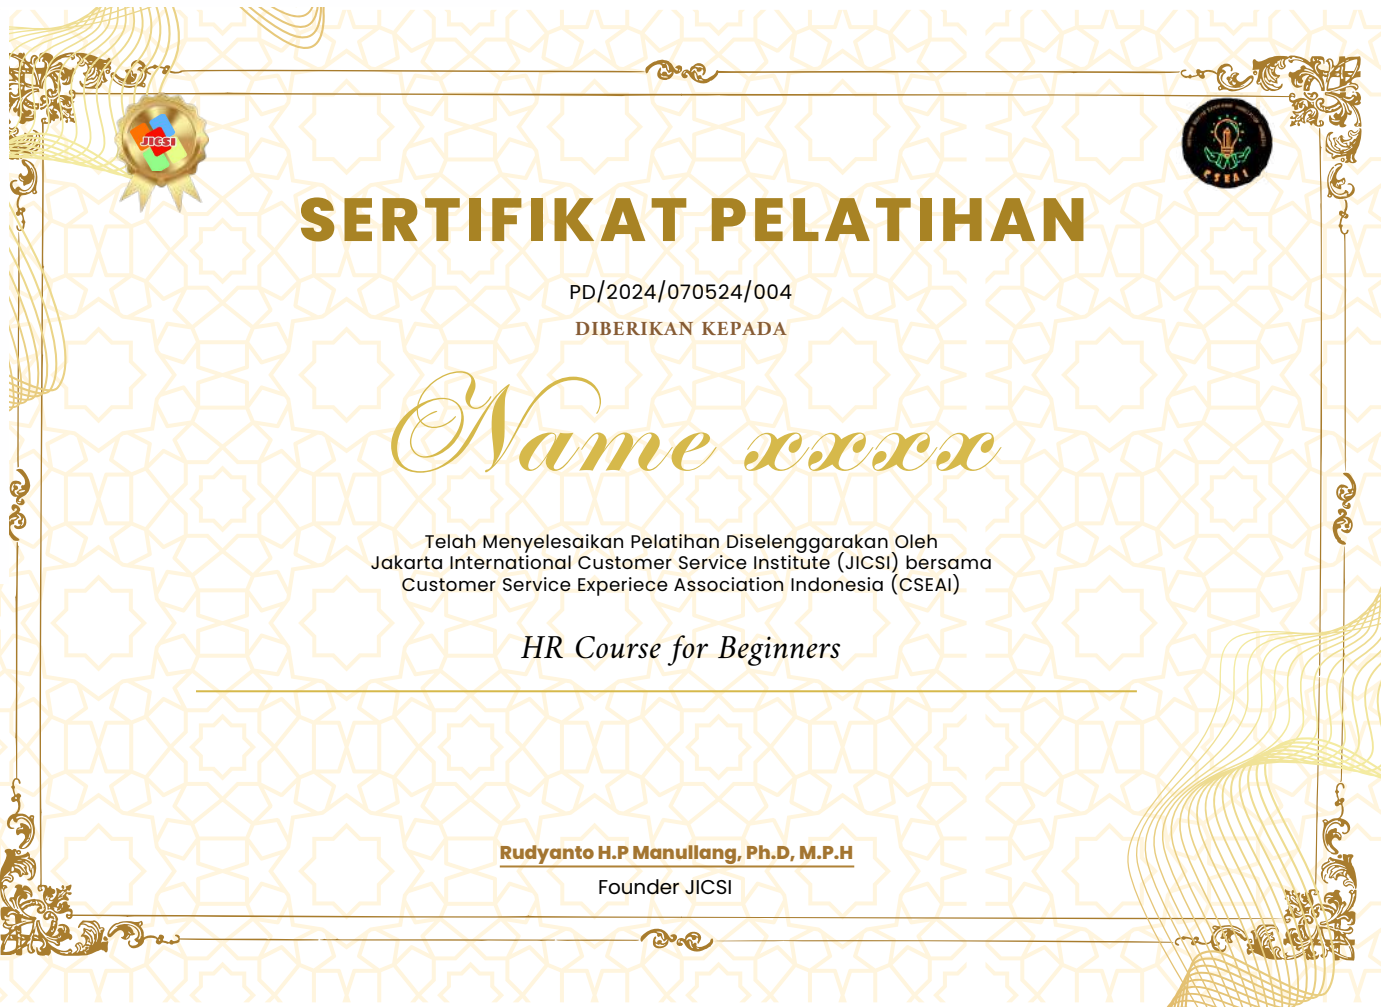 JICSI
CSEAI
SERTIFIKAT PELATIHAN
PD/2024/070524/004
DIBERIKAN KEPADA
Name xxxx
Telah Menyelesaikan Pelatihan Diselenggarakan Oleh
Jakarta International Customer Service Institute (JICSI) bersama
Customer Service Experiece Association Indonesia (CSEAI)
HR Course for Beginners
Rudyanto H.P Manullang, Ph.D, M.P.H
Founder JICSI